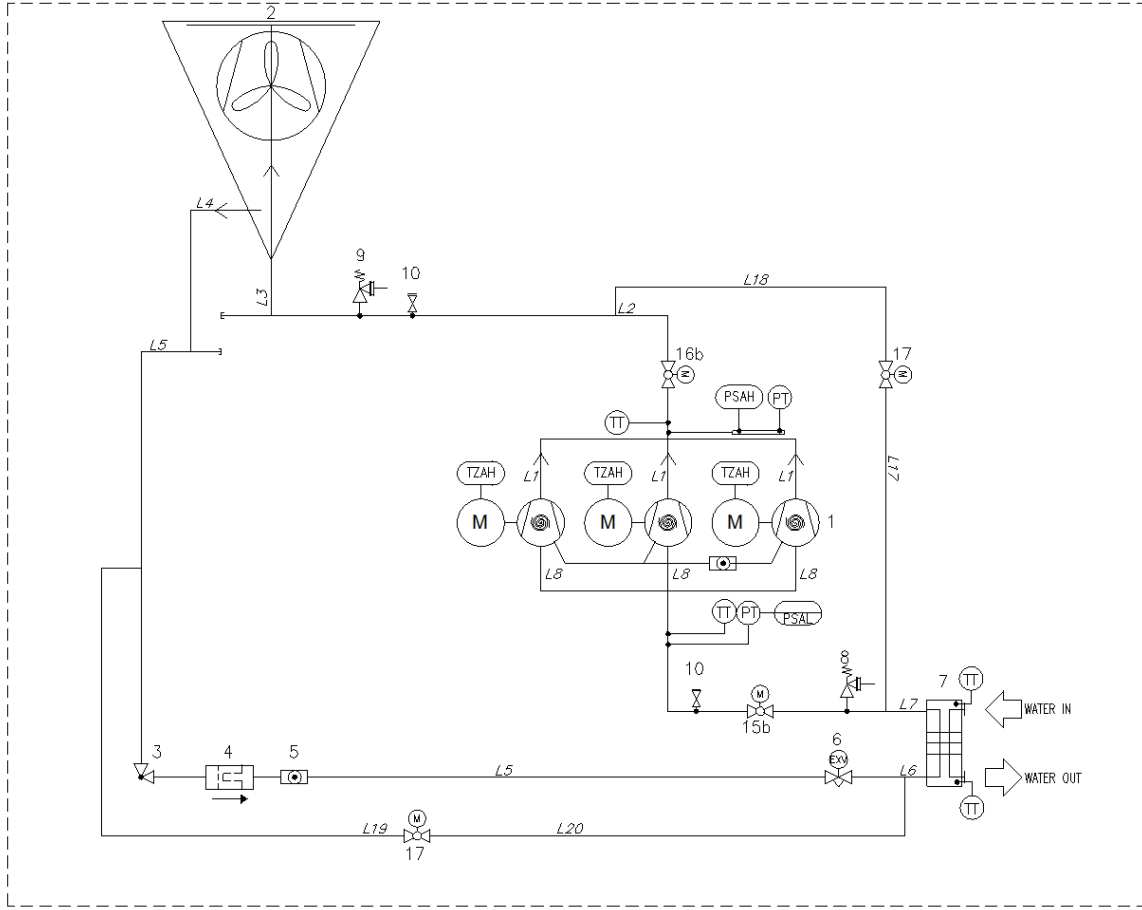 2
L4
9
10
L18
L3
L2
L5
16b
M
17
M
PSAH
PT
TT
TZAH
L1
TZAH
L1
TZAH
L1
L17
M
M
M
1
L8
L8
L8
TT
PT
PSAL
10
8
7
TT
M
L7
WATER IN
15b
3
4
5
6
EXV
L5
L6
WATER OUT
TT
M
L19
L20
17